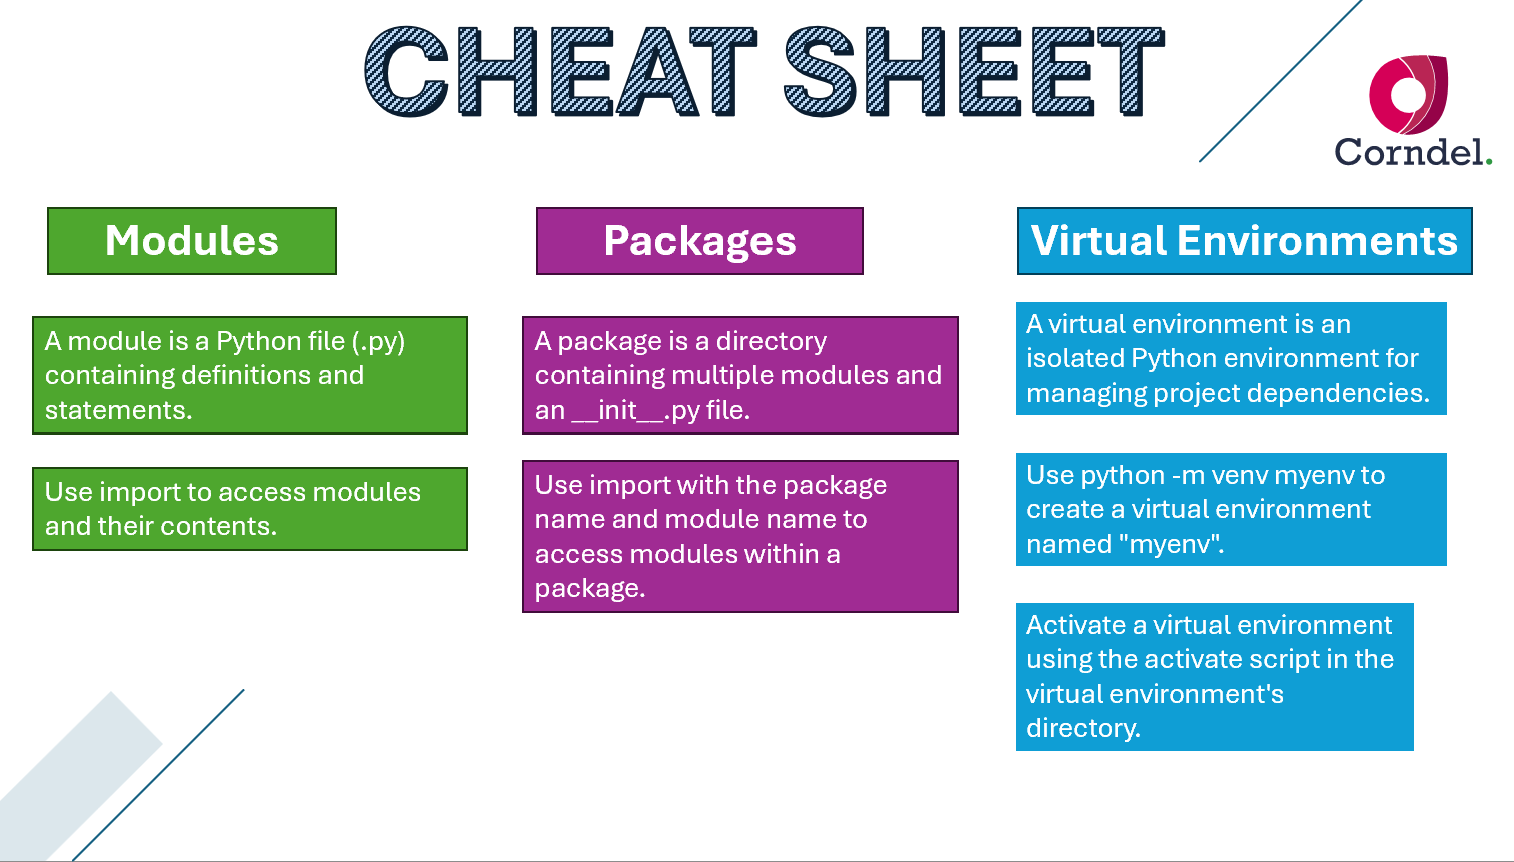 CHEAT SHEET
Corndel.
Modules
A module is a Python file (.py)
containing definitions and
statements.
Use import to access modules
and their contents.
Packages
A package is a directory
containing multiple modules and
an __init__.py file.
Use import with the package
name and module name to
access modules within a
package.
Virtual Environments
A virtual environment is an
isolated Python environment for
managing project dependencies.
Use python -m venv myenv to
create a virtual environment
named "myenv".
Activate a virtual environment
using the activate script in the
virtual environment's
directory.